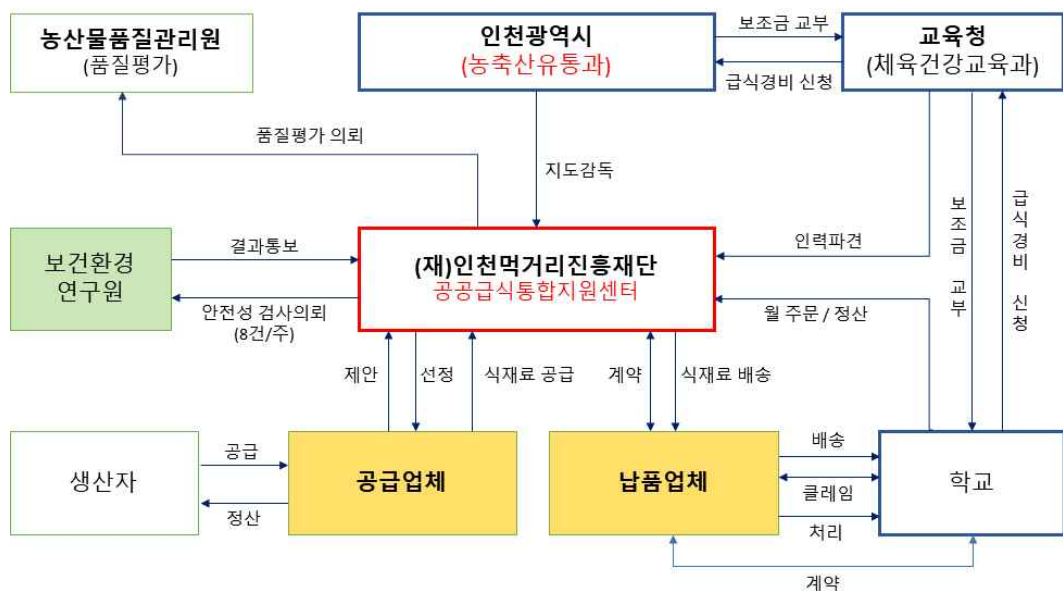 농산물품질관리원
(품질평가)
인천광역시
(농축산유통과)
보조금 교부
급식경비 신청
교육청
(체육건강교육과)
품질평가 의뢰
지도감독
보조금 교부
급식경비 신청
보건환경
연구원
결과통보
안전성 검사의뢰
(8건/주)
(재)인천먹거리진흥재단
공공급식통합지원센터
인력파견
월 주문 / 정산
제안
선정
식재료 공급
계약
식재료 배송
생산자
공급
정산
공급업체
납품업체
배송
클레임
처리
학교
계약